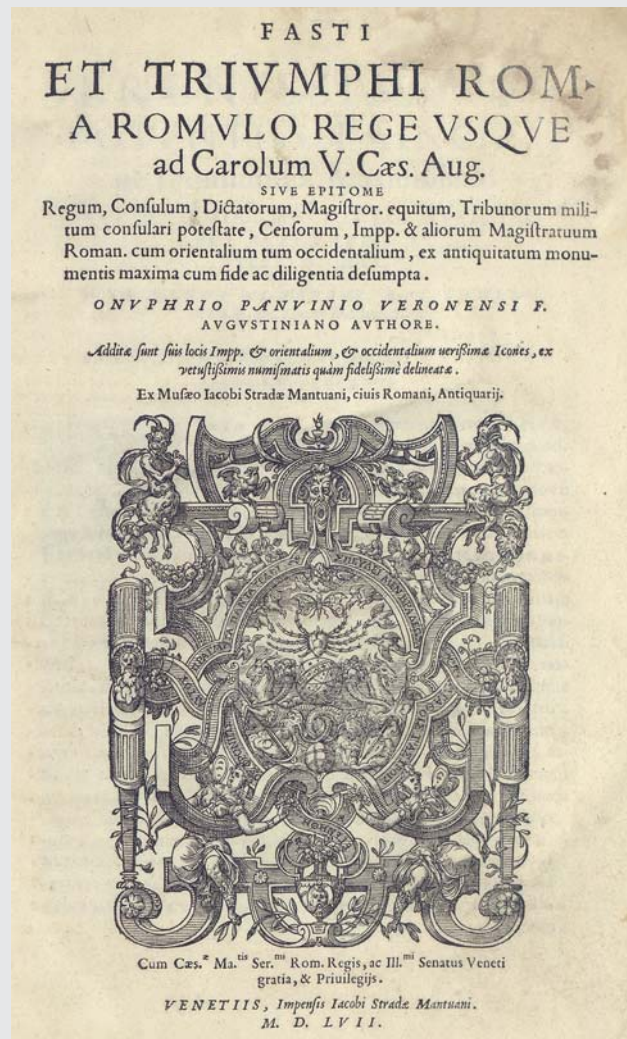 FASTI
ET TRIVMPHI ROM.
A ROMVLO REGE VSQVE
ad Carolum V. Cæs. Aug.
SIVE EPITOME
Regum, Conſulum, Dictatorum, Magiſtror. equitum, Tribunorum mili-
tum conſulari poteſtate, Cenſorum, Impp. & aliorum Magiſtratuum
Roman. cum orientalium tum occidentalium, ex antiquitatum monu-
mentis maxima cum fide ac diligentia deſumpta.
ONVPHRIO PANVINIO VERONENSI F.
AVGVSTINIANO AVTHORE.
Additæ ſunt ſuis locis Impp. & orientalium, & occidentalium ueriſſimæ Icones, ex
vetuſtiſſimis numiſmatis quàm fideliſſimè delineatæ.
Ex Muſæo Iacobi Stradæ Mantuani, ciuis Romani, Antiquarij.
Cum Cæs.æ Ma.tis Ser.mi Rom. Regis, ac Ill.mi Senatus Veneti
gratia, & Priuilegijs.
VENETIIS, Impenſis Iacobi Stradæ Mantuani.
M. D. LVII.